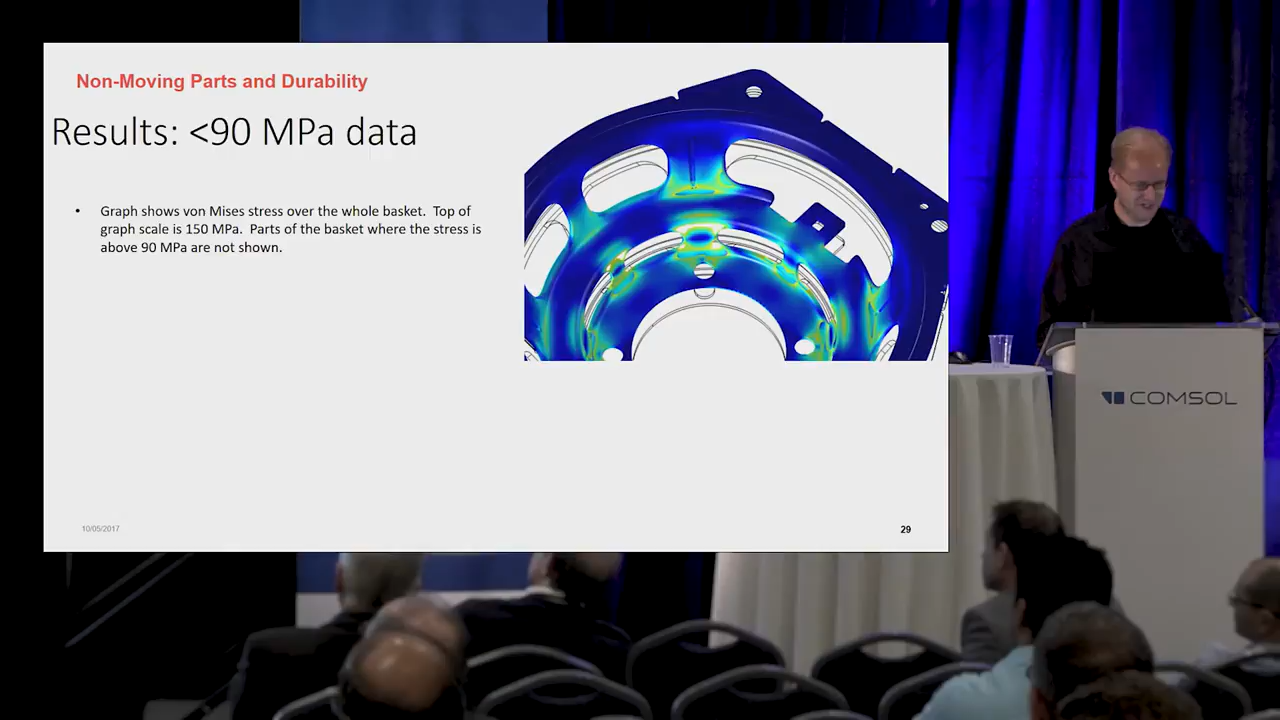 Non-Moving Parts and Durability
Results: <90 MPa data
• Graph shows von Mises stress over the whole basket. Top of
graph scale is 150 MPa. Parts of the basket where the stress is
above 90 MPa are not shown.
10/05/2017
29
COMSOL